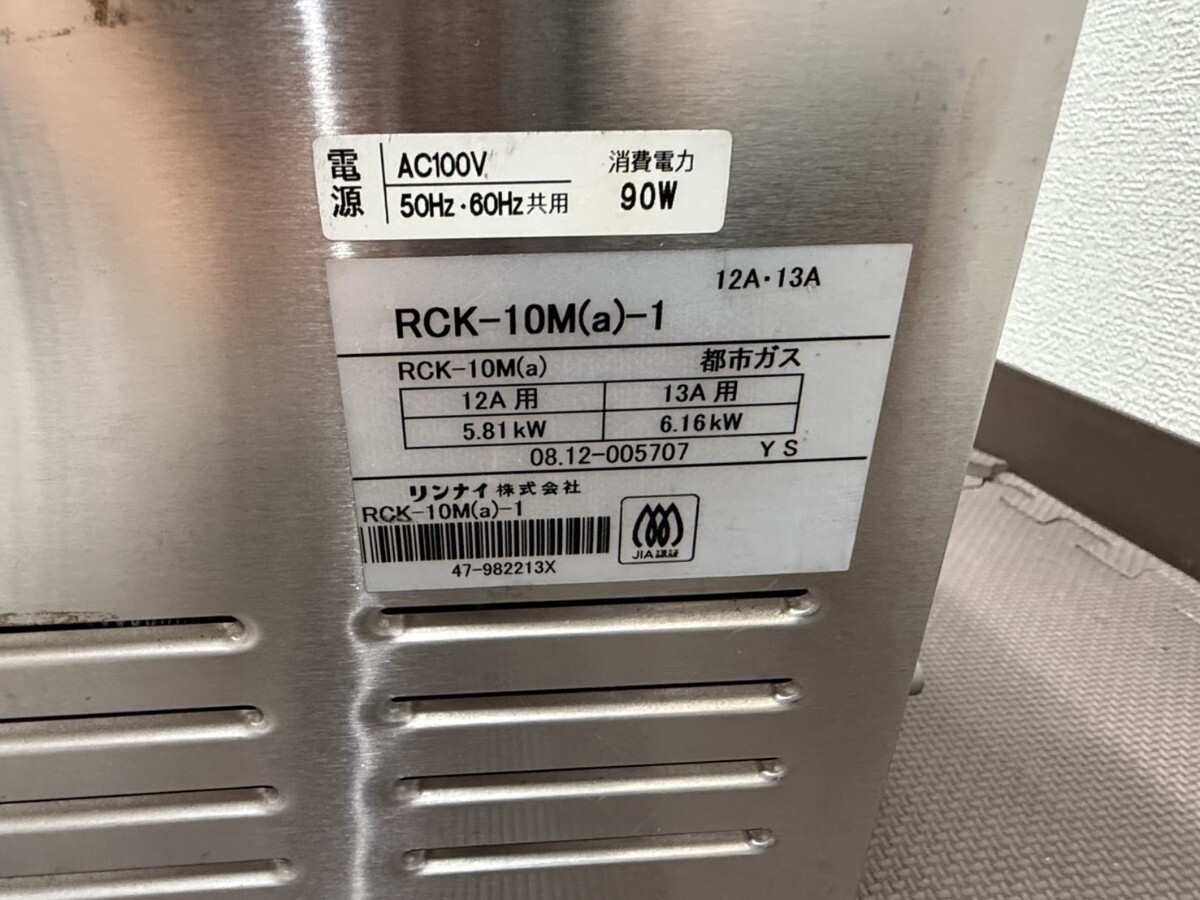 電源
AC100V
50Hz・60Hz共用
消費電力
90W
12A・13A
RCK-10M(a)-1
RCK-10M(a) 都市ガス
12A用 13A用
5.81kW 6.16kW
08.12-005707 YS
リンナイ株式会社
RCK-10M(a)-1
47-982213X
JIA認証